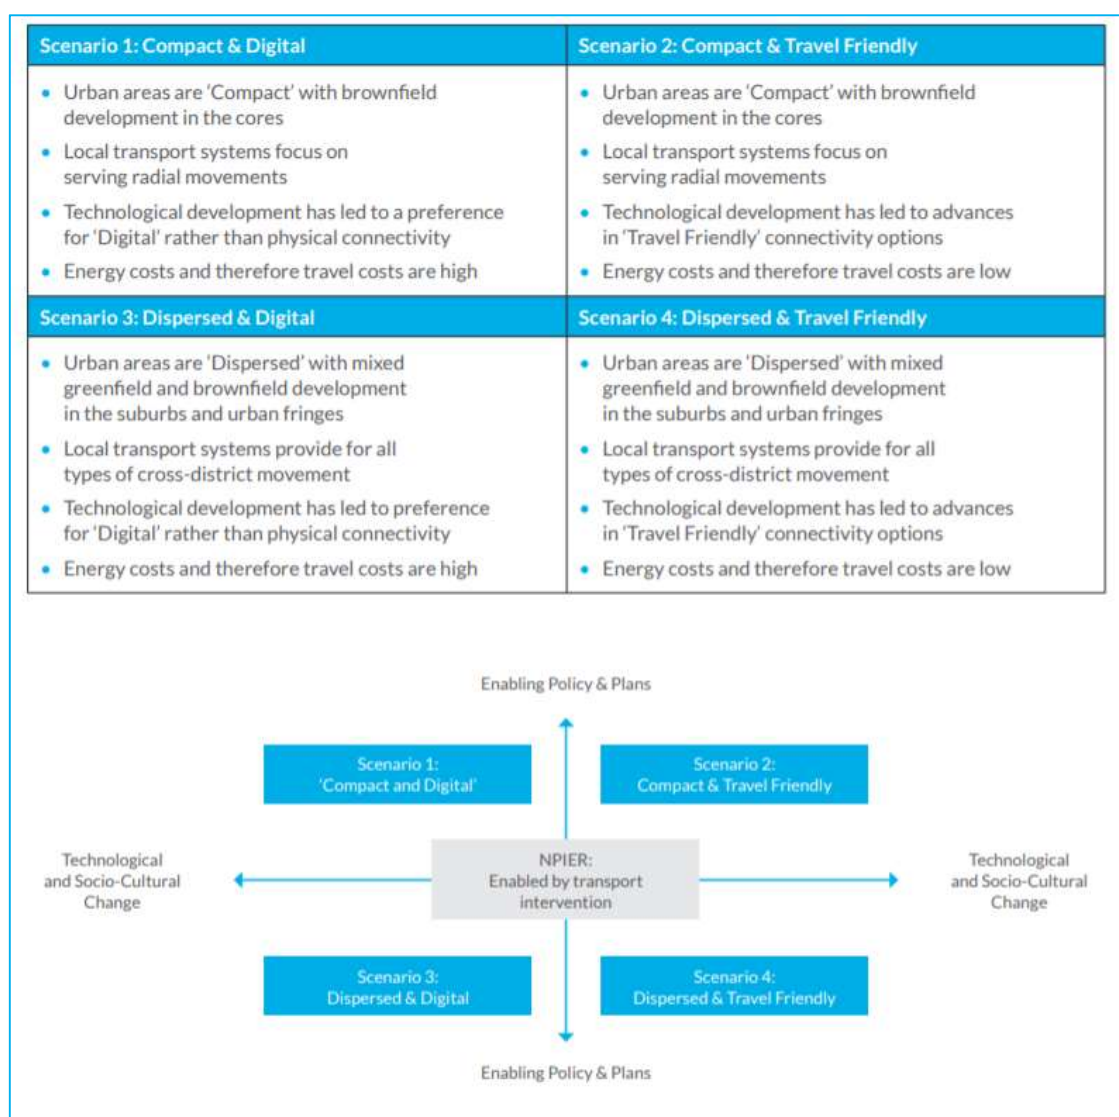 Scenario 1: Compact & Digital
• Urban areas are ‘Compact’ with brownfield
development in the cores
• Local transport systems focus on
serving radial movements
• Technological development has led to a preference
for ‘Digital’ rather than physical connectivity
• Energy costs and therefore travel costs are high
Scenario 2: Compact & Travel Friendly
• Urban areas are ‘Compact’ with brownfield
development in the cores
• Local transport systems focus on
serving radial movements
• Technological development has led to advances
in ‘Travel Friendly’ connectivity options
• Energy costs and therefore travel costs are low
Scenario 3: Dispersed & Digital
• Urban areas are ‘Dispersed’ with mixed
greenfield and brownfield development
in the suburbs and urban fringes
• Local transport systems provide for all
types of cross-district movement
• Technological development has led to preference
for ‘Digital’ rather than physical connectivity
• Energy costs and therefore travel costs are high
Scenario 4: Dispersed & Travel Friendly
• Urban areas are ‘Dispersed’ with mixed
greenfield and brownfield development
in the suburbs and urban fringes
• Local transport systems provide for all
types of cross-district movement
• Technological development has led to advances
in ‘Travel Friendly’ connectivity options
• Energy costs and therefore travel costs are low
Enabling Policy & Plans
Scenario 1:
‘Compact and Digital’
Scenario 2:
Compact & Travel Friendly
Technological
and Socio-Cultural
Change
NPIER:
Enabled by transport
intervention
Technological
and Socio-Cultural
Change
Scenario 3:
Dispersed & Digital
Scenario 4:
Dispersed & Travel Friendly
Enabling Policy & Plans